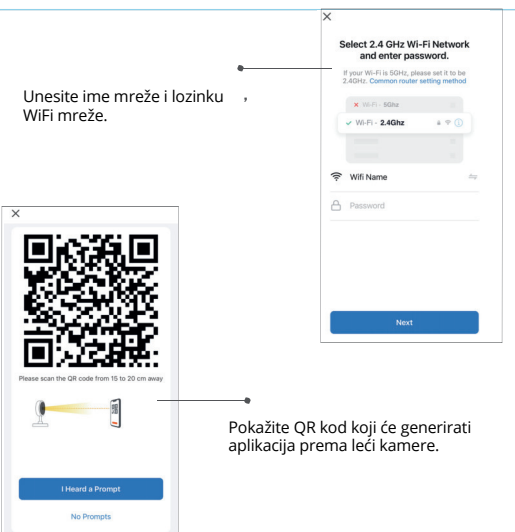 Select 2.4 GHz Wi-Fi Network
and enter password.
If your Wi-Fi is 5GHz, please set it to be
2.4GHz. Common router setting method
Unesite ime mreže i lozinku ,
WiFi mreže.
Wi-Fi - 5Ghz
Wi-Fi - 2.4Ghz
Wifi Name
Password
Next
Please scan the QR code from 15 to 20 cm away
Pokažite QR kod koji će generirati
aplikacija prema leći kamere.
I Heard a Prompt
No Prompts